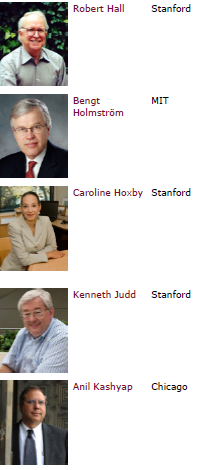 Robert Hall Stanford
Bengt MIT
Holmström
Caroline Hoxby Stanford
Kenneth Judd Stanford
Anil Kashyap Chicago